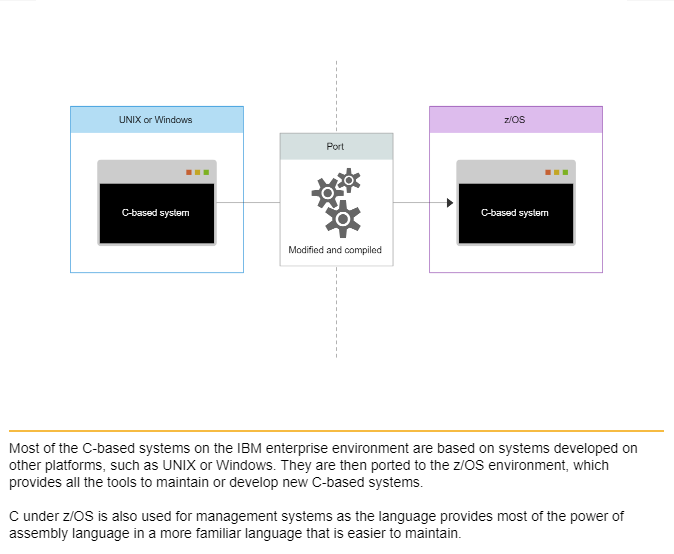 UNIX or Windows
z/OS
Port
C-based system
C-based system
Modified and compiled
Most of the C-based systems on the IBM enterprise environment are based on systems developed on
other platforms, such as UNIX or Windows. They are then ported to the z/OS environment, which
provides all the tools to maintain or develop new C-based systems.
C under z/OS is also used for management systems as the language provides most of the power of
assembly language in a more familiar language that is easier to maintain.